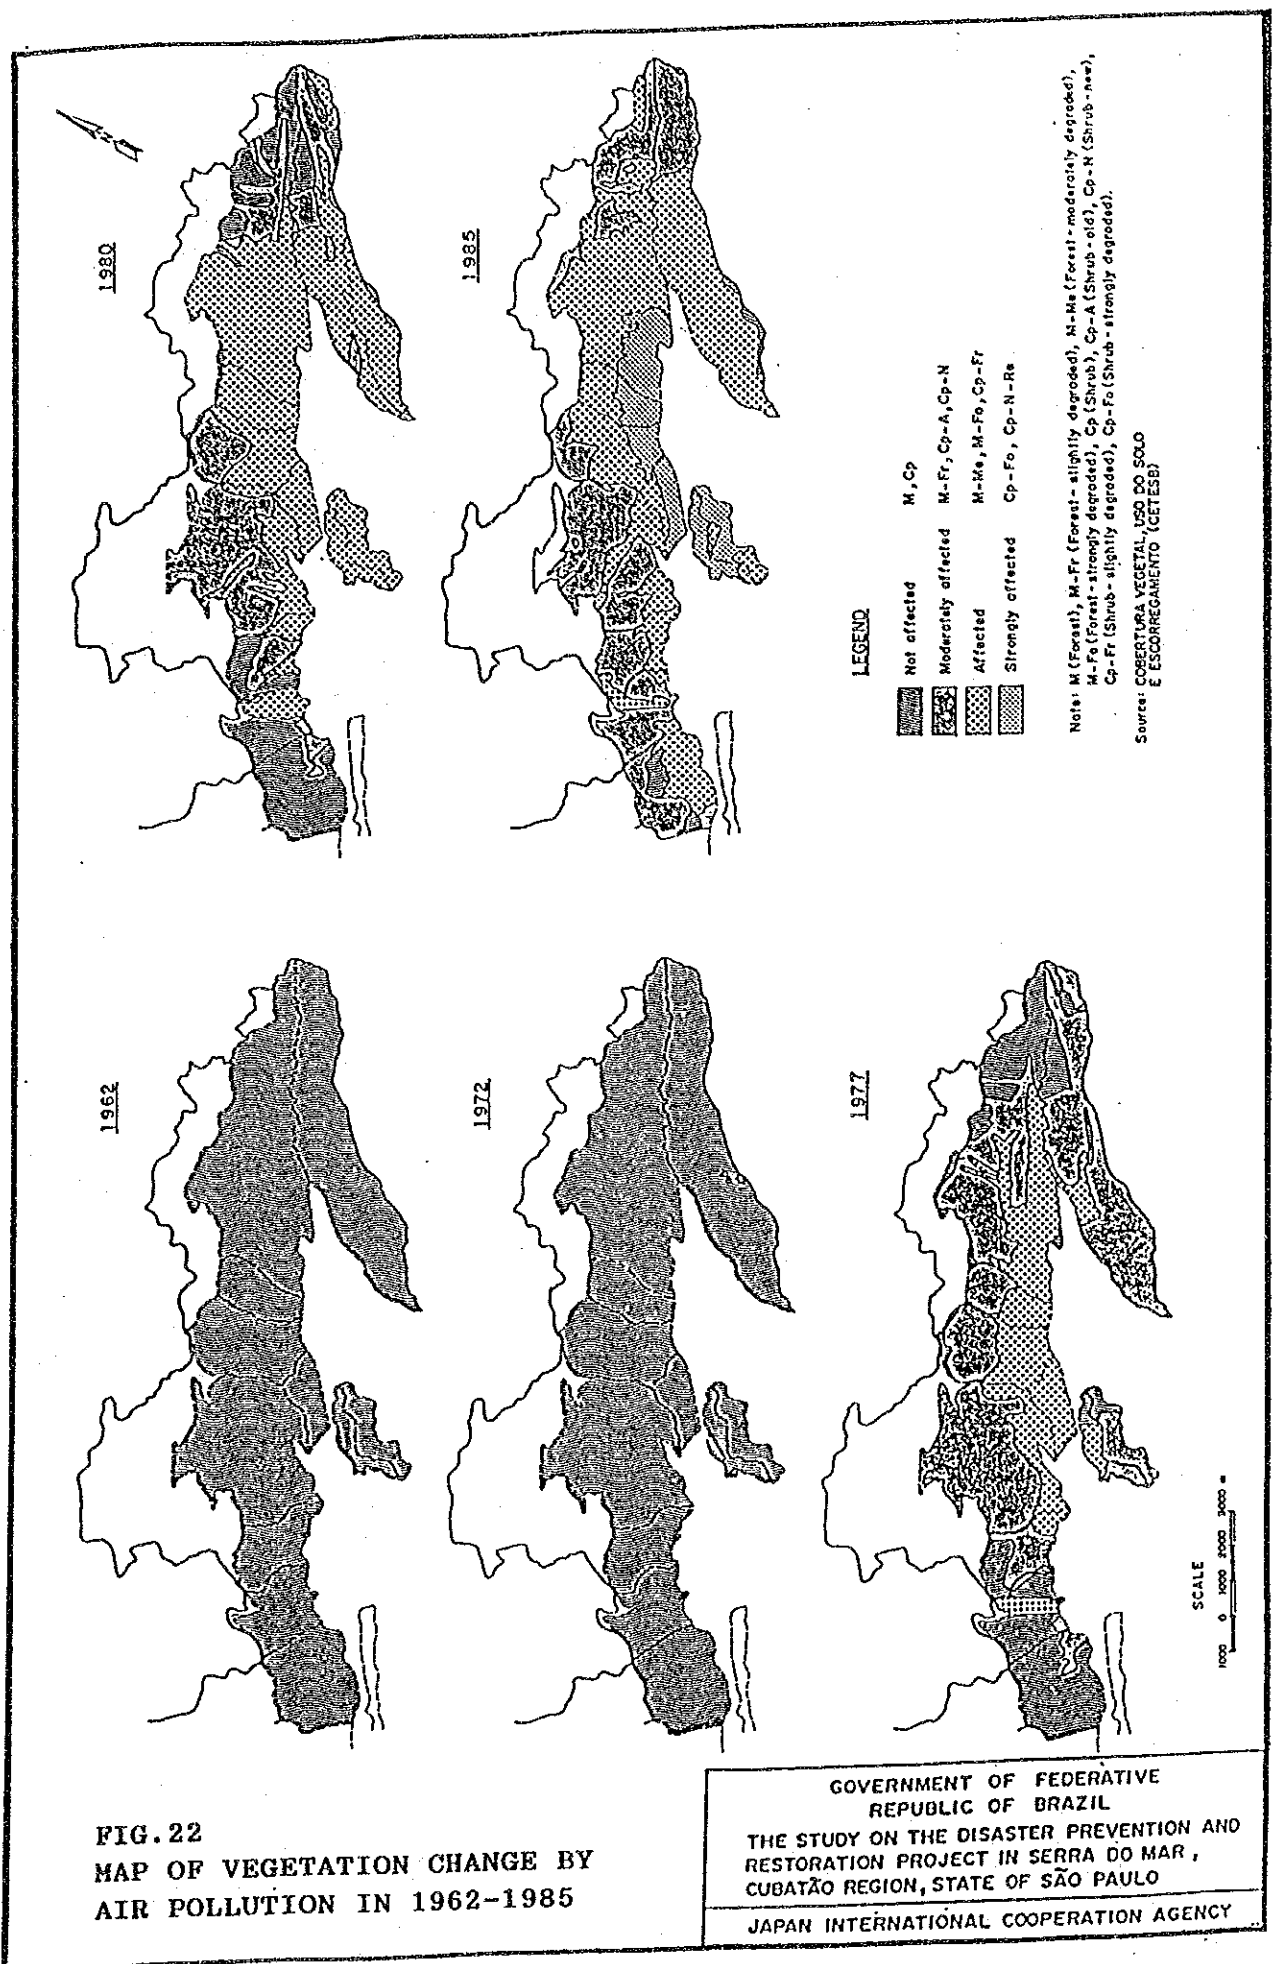 1962
1972
1977
1980
1985
SCALE
1000 0 1000 2000 3000 m
LEGEND
Not affected M, Cp
Moderately affected M-Fr, Cp-A, Cp-N
Affected M-Me, M-Fo, Cp-Fr
Strongly affected Cp-Fo, Cp-N-Re
Note: M (Forest), M-Fr (Forest - slightly degraded), M-Me (Forest - moderately degraded),
M-Fo (Forest - strongly degraded), Cp (Shrub), Cp-A (Shrub - old), Cp-N (Shrub - new),
Cp-Fr (Shrub - slightly degraded), Cp-Fo (Shrub - strongly degraded).
Source: COBERTURA VEGETAL, USO DO SOLO
E ESCORREGAMENTO (CETESB)
FIG.22
MAP OF VEGETATION CHANGE BY
AIR POLLUTION IN 1962-1985
GOVERNMENT OF FEDERATIVE
REPUBLIC OF BRAZIL
THE STUDY ON THE DISASTER PREVENTION AND
RESTORATION PROJECT IN SERRA DO MAR,
CUBATÃO REGION, STATE OF SÃO PAULO
JAPAN INTERNATIONAL COOPERATION AGENCY